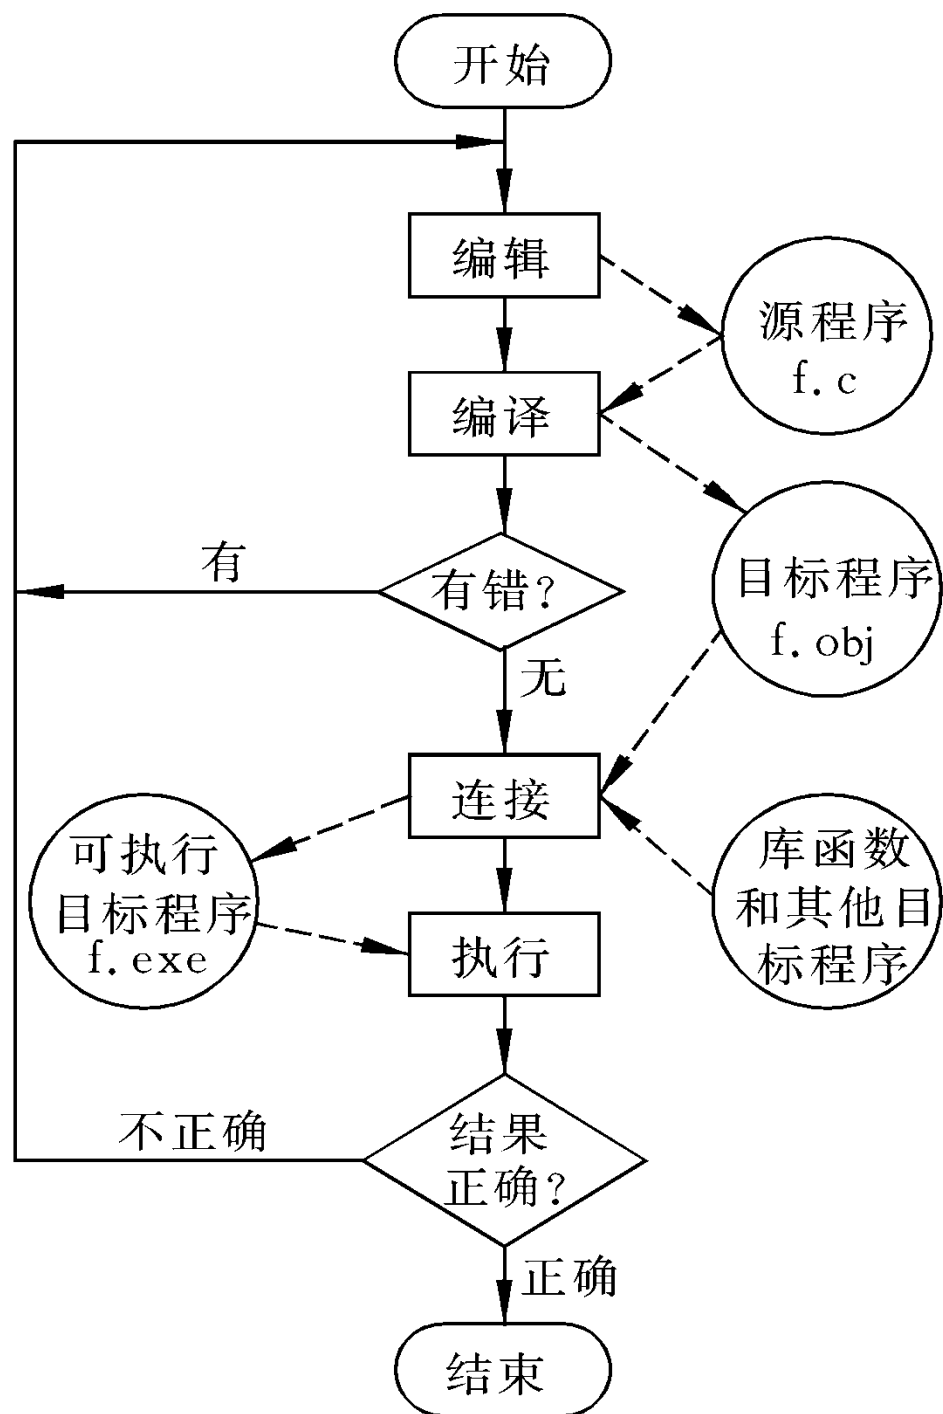 开始
编辑
源程序
f.c
编译
有
有错?
目标程序
f.obj
无
连接
可执行
目标程序
f.exe
库函数
和其他目
标程序
执行
不正确
结果
正确?
正确
结束